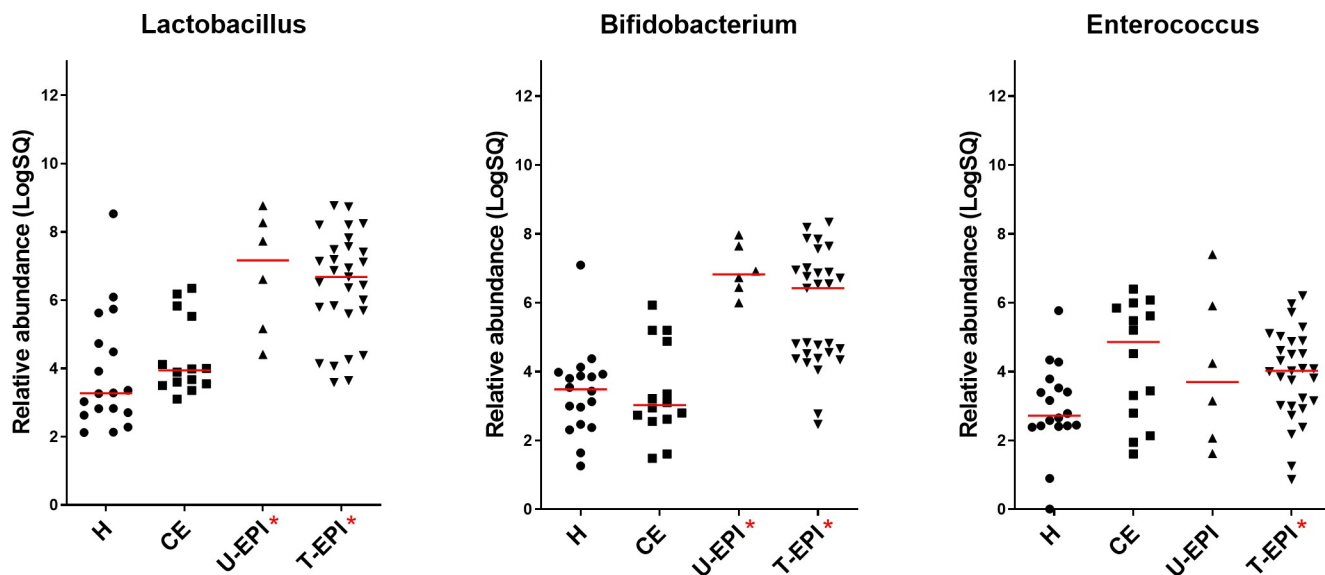 Lactobacillus
Relative abundance (LogSQ)
12
10
8
6
4
2
0
H
CE
U-EPI*
T-EPI*
Bifidobacterium
Relative abundance (LogSQ)
12
10
8
6
4
2
0
H
CE
U-EPI*
T-EPI*
Enterococcus
Relative abundance (LogSQ)
12
10
8
6
4
2
0
H
CE
U-EPI
T-EPI*